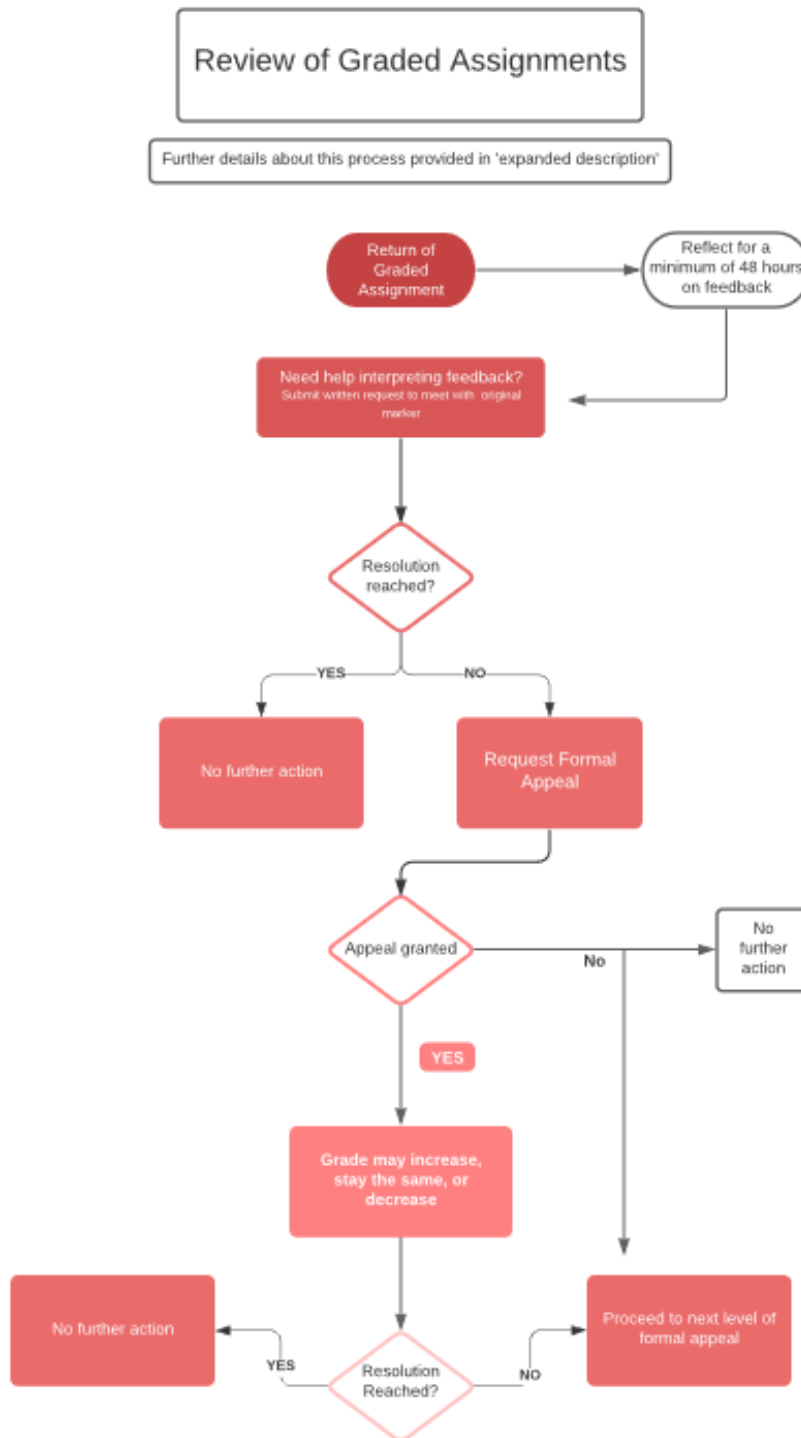 Review of Graded Assignments
Further details about this process provided in 'expanded description'
Return of
Graded
Assignment
Reflect for a
minimum of 48 hours
on feedback
Need help interpreting feedback?
Submit written request to meet with original
marker
Resolution
reached?
YES
NO
No further action
Request Formal
Appeal
Appeal granted
No
No
further
action
YES
Grade may increase,
stay the same, or
decrease
No further action
Proceed to next level of
formal appeal
YES
Resolution
Reached?
NO